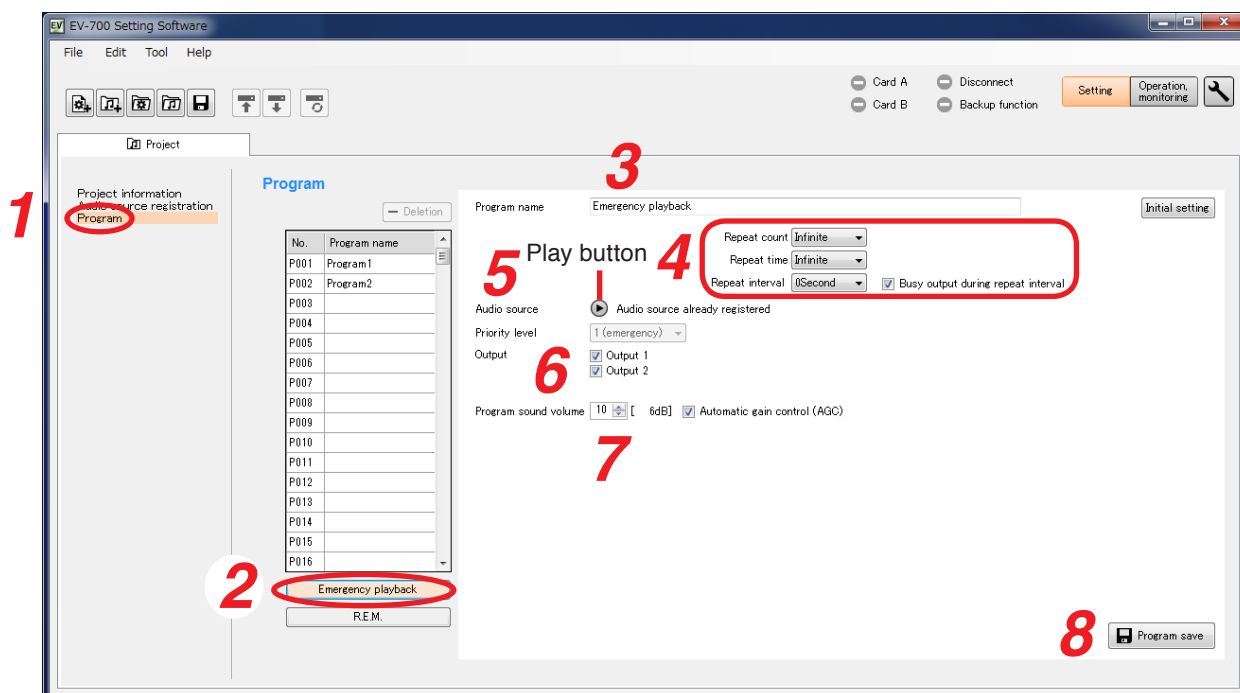 EV EV-700 Setting Software
File Edit Tool Help
Card A Disconnect
Card B Backup function
Setting
Operation,
monitoring
Project
1
Project information
Audio source registration
Program
Program
Deletion
No. Program name
P001 Program1
P002 Program2
P003
P004
P005
P006
P007
P008
P009
P010
P011
P012
P013
P014
P015
P016
2
Emergency playback
R.E.M.
3
Program name Emergency playback Initial setting
4
Repeat count Infinite
Repeat time Infinite
Repeat interval 0Second Busy output during repeat interval
5 Play button
Audio source Audio source already registered
Priority level 1 (emergency)
6
Output Output 1
Output 2
Program sound volume 10 [ 6dB] Automatic gain control (AGC)
7
8
Program save